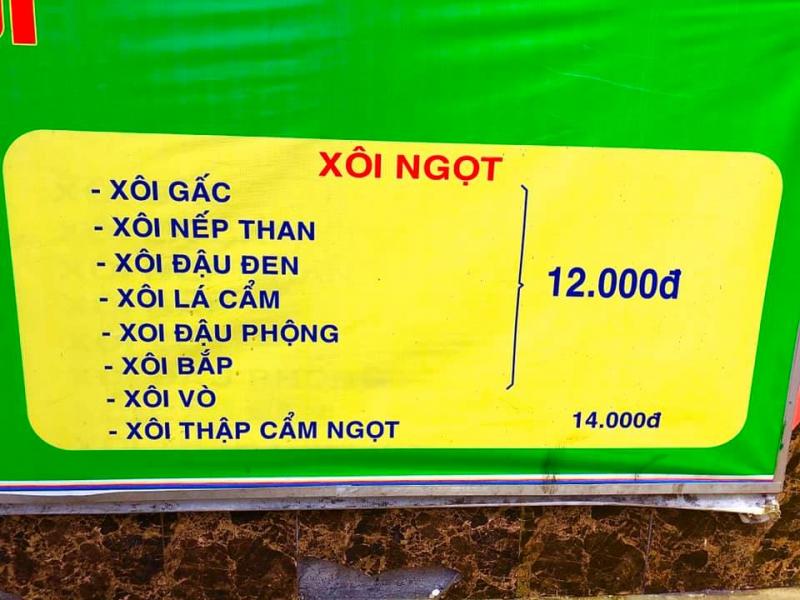 XÔI NGỌT
- XÔI GẤC
- XÔI NẾP THAN
- XÔI ĐẬU ĐEN
- XÔI LÁ CẨM
- XOI ĐẬU PHỘNG
- XÔI BẮP
- XÔI VÒ
12.000đ
- XÔI THẬP CẨM NGỌT 14.000đ